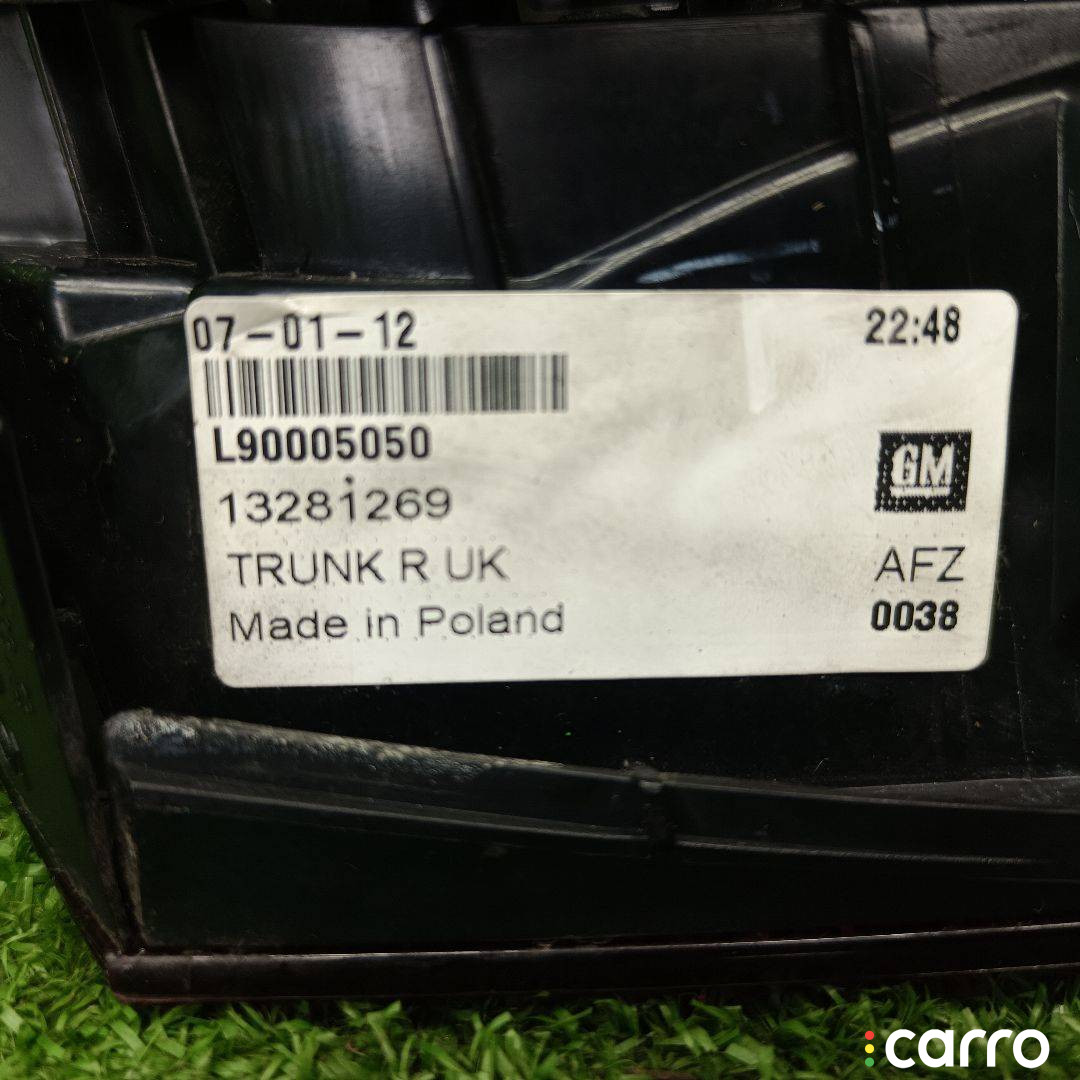 07-01-12 22:48
L90005050
13281269
GM
TRUNK R UK AFZ
Made in Poland 0038
carro